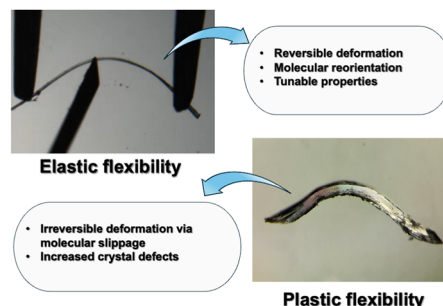 • Reversible deformation
• Molecular reorientation
• Tunable properties
Elastic flexibility
• Irreversible deformation via
molecular slippage
• Increased crystal defects
Plastic flexibility